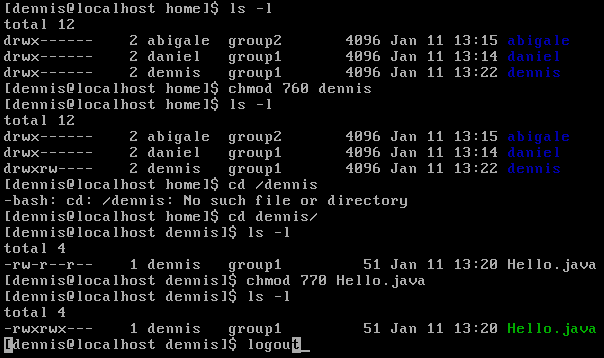 [dennis@localhost home]$ ls -l
total 12
drwx------ 2 abigale group2 4096 Jan 11 13:15 abigale
drwx------ 2 daniel group1 4096 Jan 11 13:14 daniel
drwx------ 2 dennis group1 4096 Jan 11 13:22 dennis
[dennis@localhost home]$ chmod 760 dennis
[dennis@localhost home]$ ls -l
total 12
drwx------ 2 abigale group2 4096 Jan 11 13:15 abigale
drwx------ 2 daniel group1 4096 Jan 11 13:14 daniel
drwxrw---- 2 dennis group1 4096 Jan 11 13:22 dennis
[dennis@localhost home]$ cd /dennis
-bash: cd: /dennis: No such file or directory
[dennis@localhost home]$ cd dennis/
[dennis@localhost dennis]$ ls -l
total 4
-rw-r--r-- 1 dennis group1 51 Jan 11 13:20 Hello.java
[dennis@localhost dennis]$ chmod 770 Hello.java
[dennis@localhost dennis]$ ls -l
total 4
-rwxrwx--- 1 dennis group1 51 Jan 11 13:20 Hello.java
[dennis@localhost dennis]$ logout_